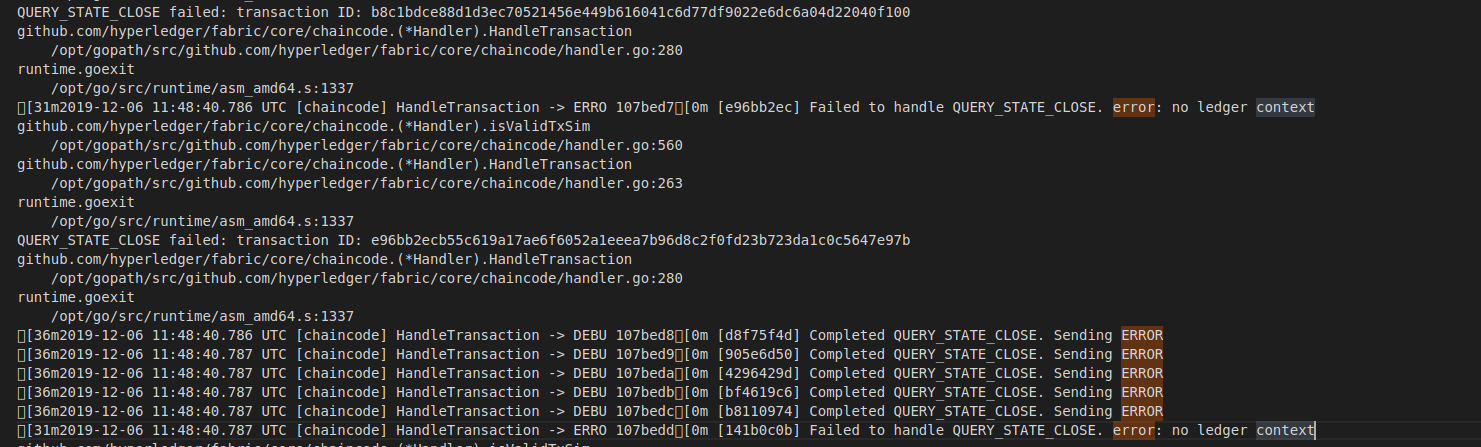 QUERY_STATE_CLOSE failed: transaction ID: b8c1bdce88d1d3ec70521456e449b616041c6d77df9022e6dc6a04d22040f100
github.com/hyperledger/fabric/core/chaincode.(*Handler).HandleTransaction
    /opt/gopath/src/github.com/hyperledger/fabric/core/chaincode/handler.go:280
runtime.goexit
    /opt/go/src/runtime/asm_amd64.s:1337
[31m2019-12-06 11:48:40.786 UTC [chaincode] HandleTransaction -> ERRO 107bed7[0m [e96bb2ec] Failed to handle QUERY_STATE_CLOSE. error: no ledger context
github.com/hyperledger/fabric/core/chaincode.(*Handler).isValidTxSim
    /opt/gopath/src/github.com/hyperledger/fabric/core/chaincode/handler.go:560
github.com/hyperledger/fabric/core/chaincode.(*Handler).HandleTransaction
    /opt/gopath/src/github.com/hyperledger/fabric/core/chaincode/handler.go:263
runtime.goexit
    /opt/go/src/runtime/asm_amd64.s:1337
QUERY_STATE_CLOSE failed: transaction ID: e96bb2ecb55c619a17ae6f6052a1eeea7b96d8c2f0fd23b723da1c0c5647e97b
github.com/hyperledger/fabric/core/chaincode.(*Handler).HandleTransaction
    /opt/gopath/src/github.com/hyperledger/fabric/core/chaincode/handler.go:280
runtime.goexit
    /opt/go/src/runtime/asm_amd64.s:1337
[36m2019-12-06 11:48:40.786 UTC [chaincode] HandleTransaction -> DEBU 107bed8[0m [d8f75f4d] Completed QUERY_STATE_CLOSE. Sending ERROR
[36m2019-12-06 11:48:40.787 UTC [chaincode] HandleTransaction -> DEBU 107bed9[0m [905e6d50] Completed QUERY_STATE_CLOSE. Sending ERROR
[36m2019-12-06 11:48:40.787 UTC [chaincode] HandleTransaction -> DEBU 107beda[0m [4296429d] Completed QUERY_STATE_CLOSE. Sending ERROR
[36m2019-12-06 11:48:40.787 UTC [chaincode] HandleTransaction -> DEBU 107bedb[0m [bf4619c6] Completed QUERY_STATE_CLOSE. Sending ERROR
[36m2019-12-06 11:48:40.787 UTC [chaincode] HandleTransaction -> DEBU 107bedc[0m [b8110974] Completed QUERY_STATE_CLOSE. Sending ERROR
[31m2019-12-06 11:48:40.787 UTC [chaincode] HandleTransaction -> ERRO 107bedd[0m [141b0c0b] Failed to handle QUERY_STATE_CLOSE. error: no ledger context
github.com/hyperledger/fabric/core/chaincode.(*Handler).isValidTxSim